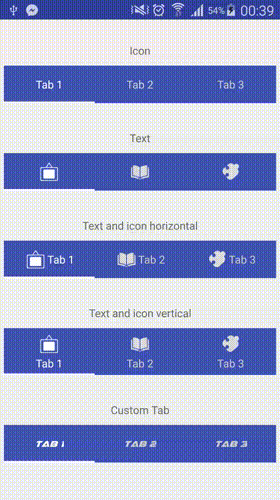 54% 00:39
Icon
Tab 1 Tab 2 Tab 3
Text
Text and icon horizontal
Tab 1 Tab 2 Tab 3
Text and icon vertical
Tab 1 Tab 2 Tab 3
Custom Tab
TAB 1 TAB 2 TAB 3